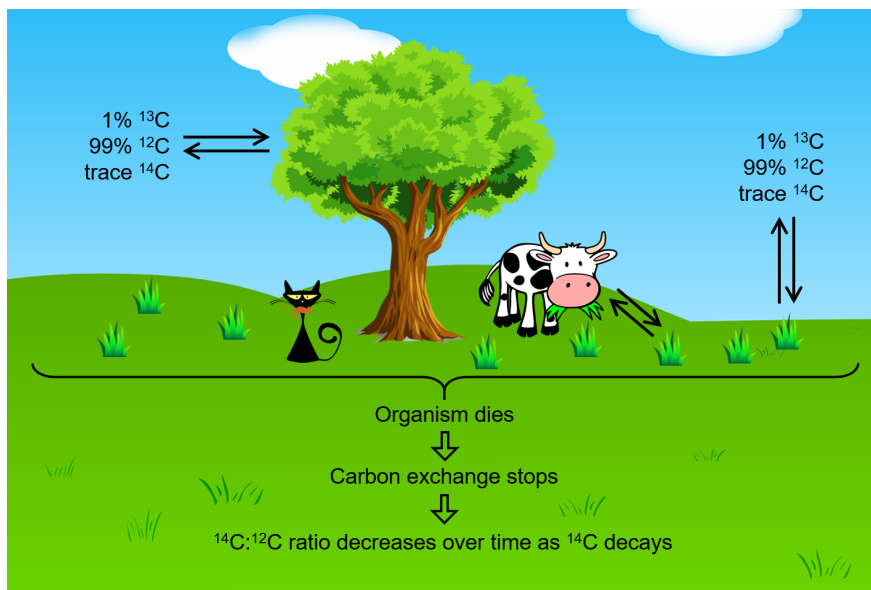 1% ¹³C
99% ¹²C
trace ¹⁴C
1% ¹³C
99% ¹²C
trace ¹⁴C
Organism dies
Carbon exchange stops
¹⁴C:¹²C ratio decreases over time as ¹⁴C decays